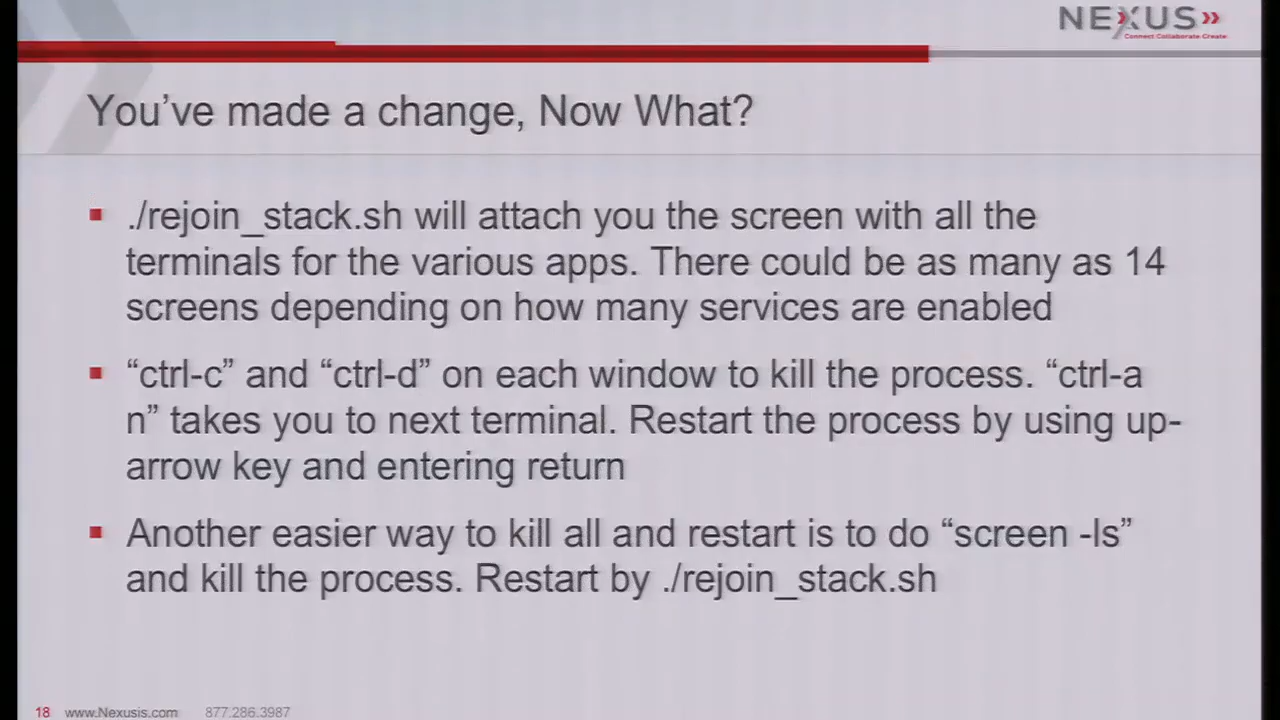 NEXUS
Connect Collaborate Create
You've made a change, Now What?
./rejoin_stack.sh will attach you the screen with all the
terminals for the various apps. There could be as many as 14
screens depending on how many services are enabled
“ctrl-c” and “ctrl-d” on each window to kill the process. “ctrl-a
n” takes you to next terminal. Restart the process by using up-
arrow key and entering return
Another easier way to kill all and restart is to do “screen -ls”
and kill the process. Restart by ./rejoin_stack.sh
18 www.Nexusis.com 877.286.3987